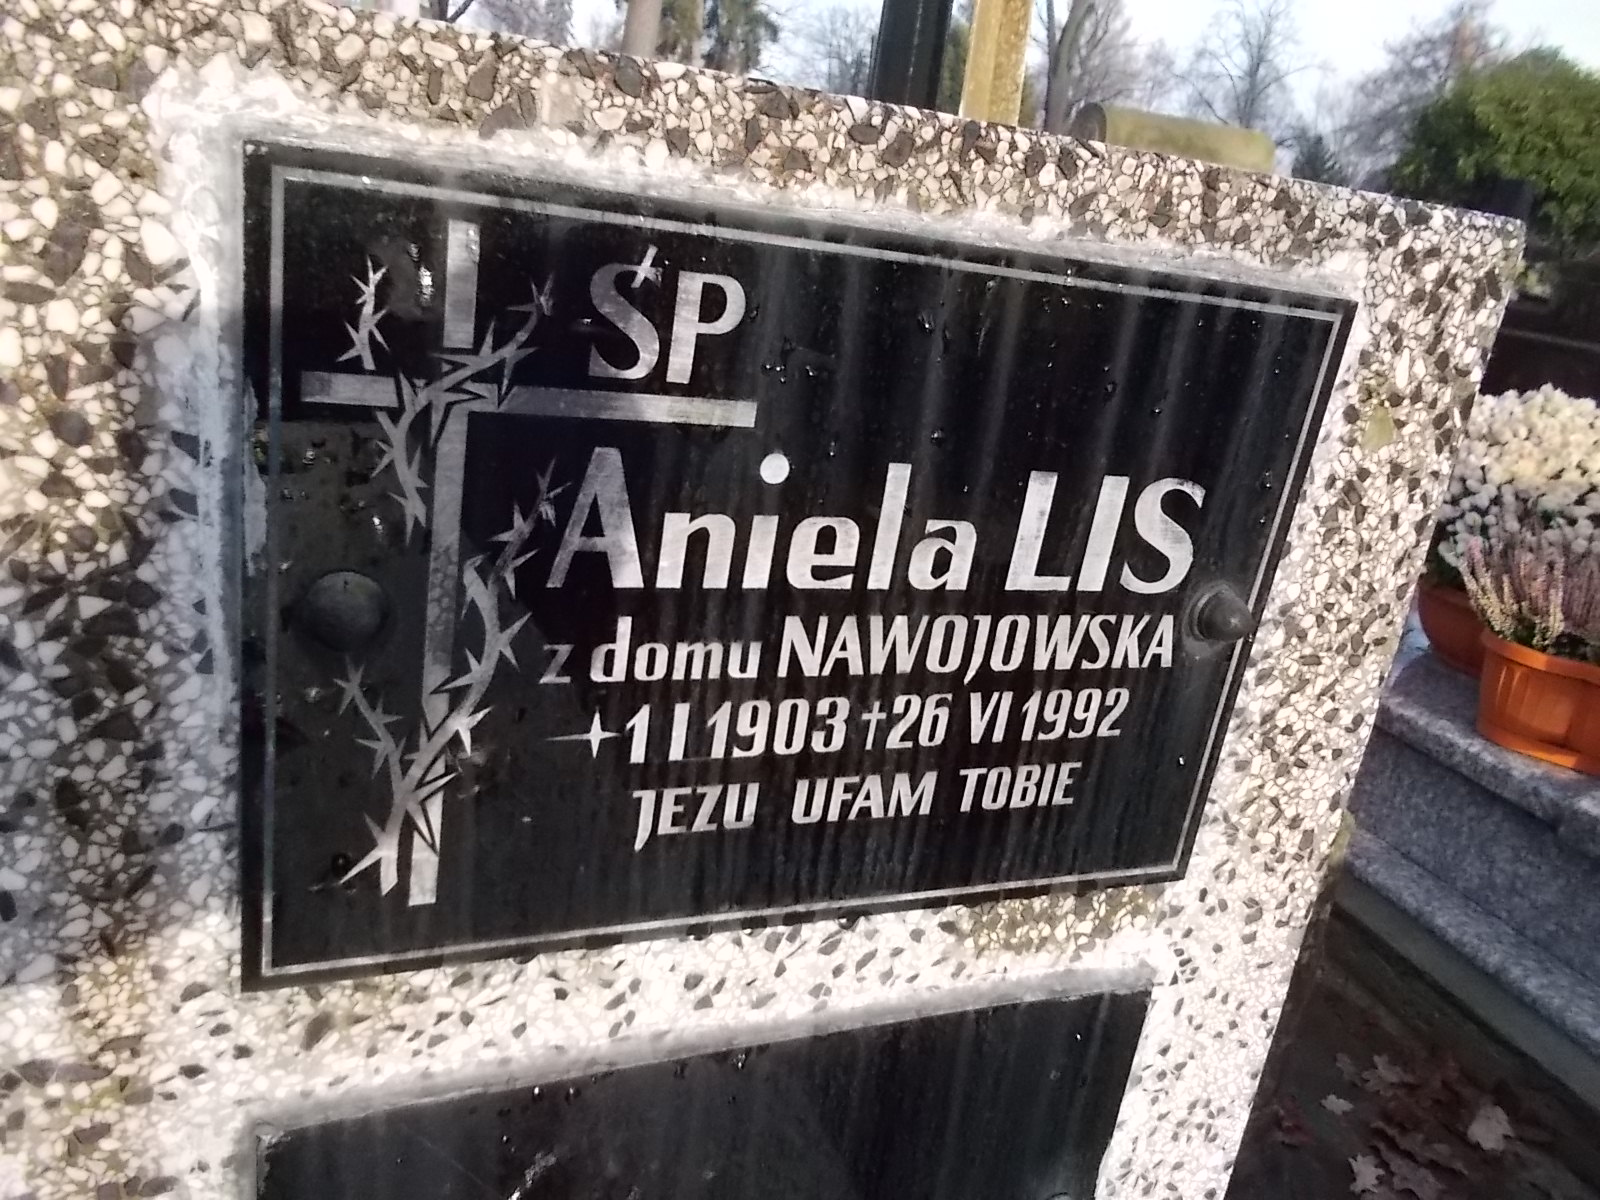 ŚP
Aniela LIS
z domu NAWOJOWSKA
1 I 1903 † 26 VI 1992
JEZU UFAM TOBIE